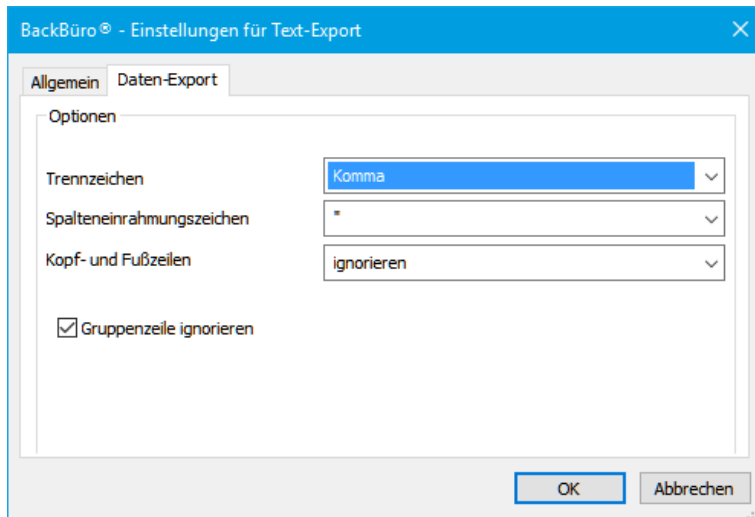 BackBüro® - Einstellungen für Text-Export
Allgemein Daten-Export
Optionen
Trennzeichen Komma
Spalteneinrahmungszeichen "
Kopf- und Fußzeilen ignorieren
Gruppenzeile ignorieren
OK Abbrechen